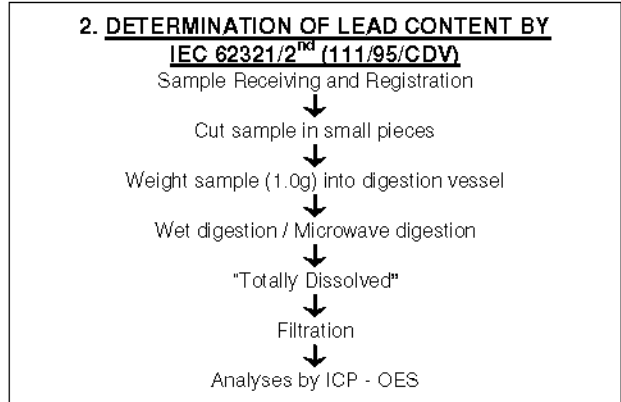 2. DETERMINATION OF LEAD CONTENT BY
IEC 62321/2nd (111/95/CDV)
Sample Receiving and Registration
Cut sample in small pieces
Weight sample (1.0g) into digestion vessel
Wet digestion / Microwave digestion
"Totally Dissolved"
Filtration
Analyses by ICP - OES